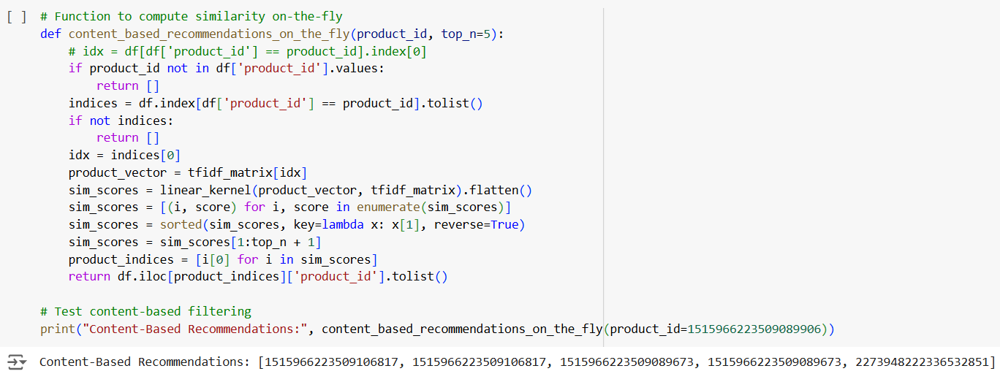 [ ] # Function to compute similarity on-the-fly
def content_based_recommendations_on_the_fly(product_id, top_n=5):
    # idx = df[df['product_id'] == product_id].index[0]
    if product_id not in df['product_id'].values:
        return []
    indices = df.index[df['product_id'] == product_id].tolist()
    if not indices:
        return []
    idx = indices[0]
    product_vector = tfidf_matrix[idx]
    sim_scores = linear_kernel(product_vector, tfidf_matrix).flatten()
    sim_scores = [(i, score) for i, score in enumerate(sim_scores)]
    sim_scores = sorted(sim_scores, key=lambda x: x[1], reverse=True)
    sim_scores = sim_scores[1:top_n + 1]
    product_indices = [i[0] for i in sim_scores]
    return df.iloc[product_indices]['product_id'].tolist()

# Test content-based filtering
print("Content-Based Recommendations:", content_based_recommendations_on_the_fly(product_id=1515966223509089906))
Content-Based Recommendations: [1515966223509106817, 1515966223509106817, 1515966223509089673, 1515966223509089673, 2273948222336532851]